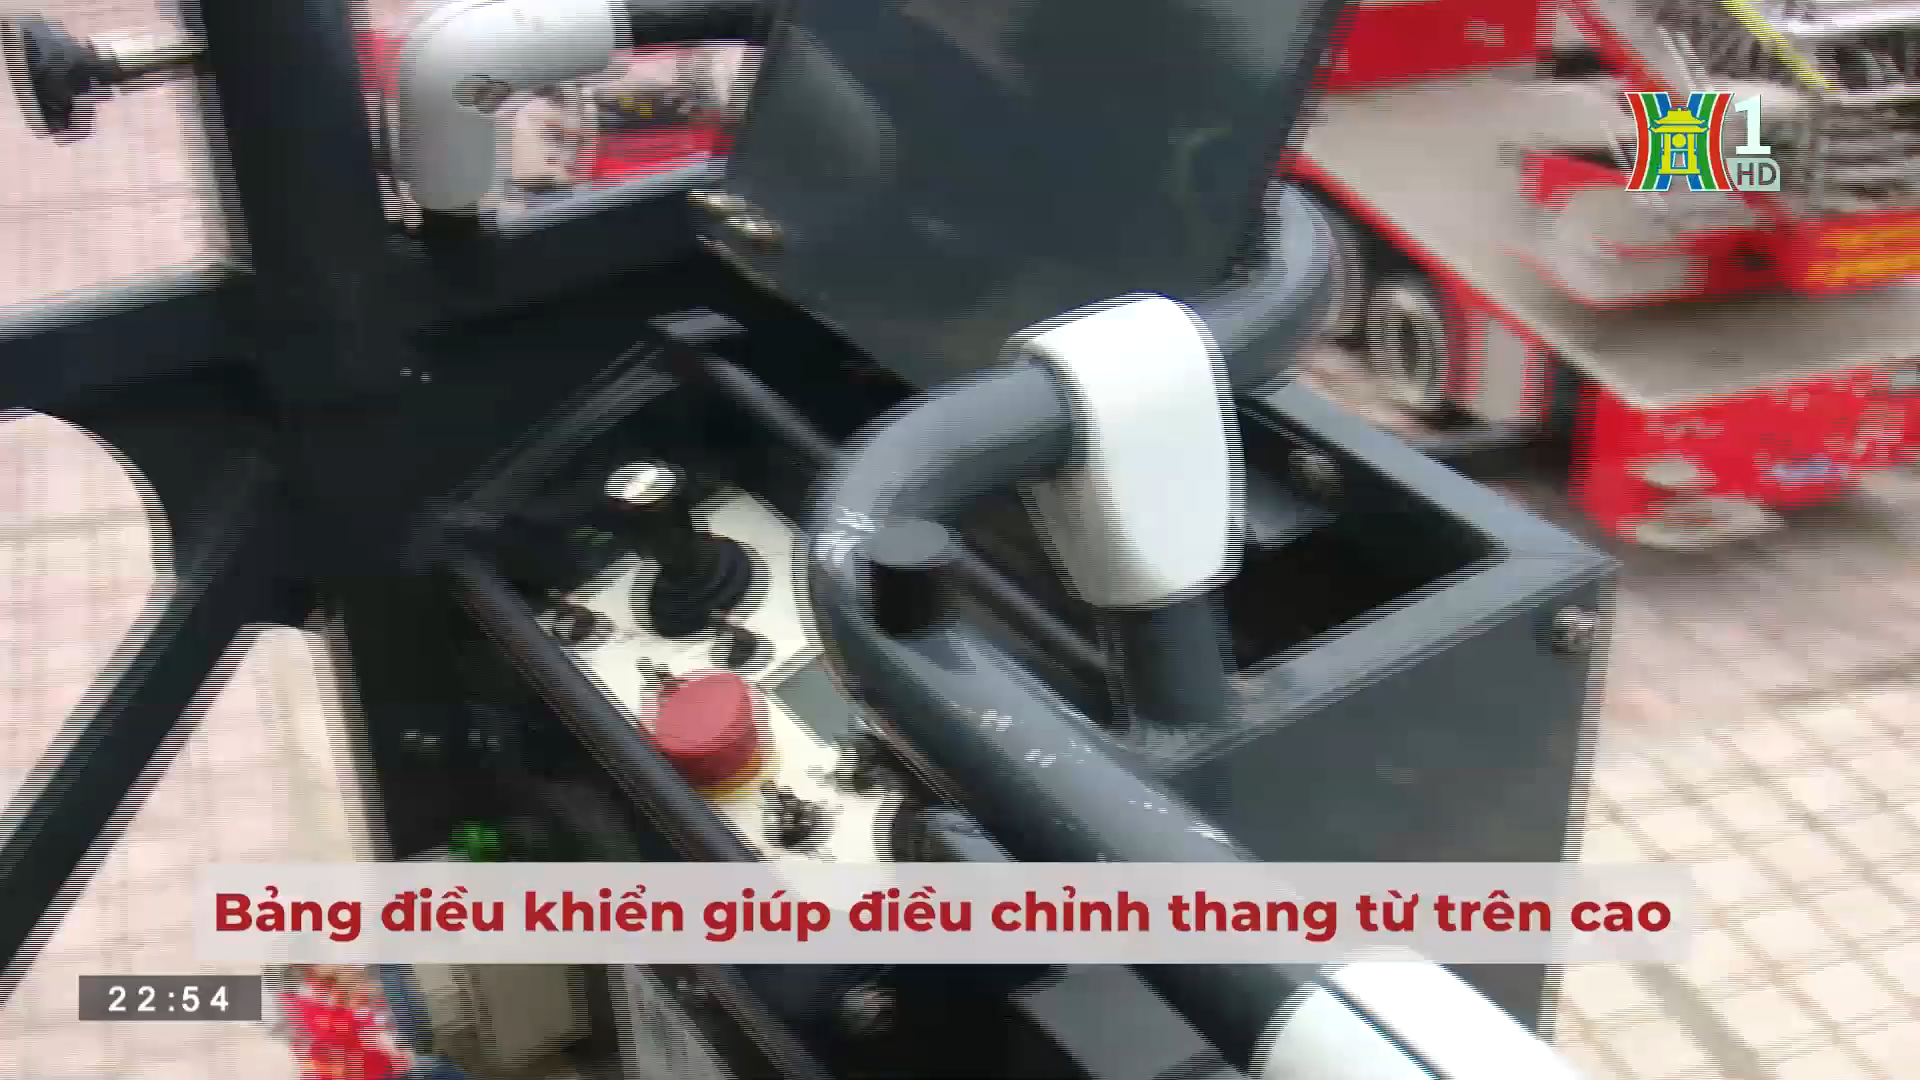 1
HD
Bảng điều khiển giúp điều chỉnh thang từ trên cao
22:54